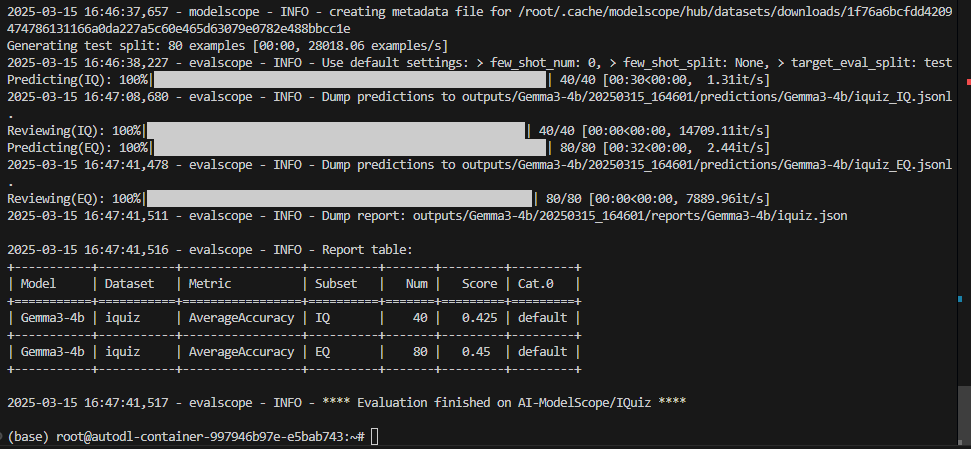 2025-03-15 16:46:37,657 - modelscope - INFO - creating metadata file for /root/.cache/modelscope/hub/datasets/downloads/1f76a6bcfdd4209
474786131166a0da227a5c60e465d63079e0782e488bbcc1e
Generating test split: 80 examples [00:00, 28018.06 examples/s]
2025-03-15 16:46:38,227 - evalscope - INFO - Use default settings: > few_shot_num: 0, > few_shot_split: None, > target_eval_split: test
Predicting(IQ): 100%| | 40/40 [00:30<00:00, 1.31it/s]
2025-03-15 16:47:08,680 - evalscope - INFO - Dump predictions to outputs/Gemma3-4b/20250315_164601/predictions/Gemma3-4b/iquiz_IQ.jsonl
.
Reviewing(IQ): 100%| | 40/40 [00:00<00:00, 14709.11it/s]
Predicting(EQ): 100%| | 80/80 [00:32<00:00, 2.44it/s]
2025-03-15 16:47:41,478 - evalscope - INFO - Dump predictions to outputs/Gemma3-4b/20250315_164601/predictions/Gemma3-4b/iquiz_EQ.jsonl
.
Reviewing(EQ): 100%| | 80/80 [00:00<00:00, 7889.96it/s]
2025-03-15 16:47:41,511 - evalscope - INFO - Dump report: outputs/Gemma3-4b/20250315_164601/reports/Gemma3-4b/iquiz.json
2025-03-15 16:47:41,516 - evalscope - INFO - Report table:
+-----------+-----------+-----------------+----------+-------+---------+---------+
| Model | Dataset | Metric | Subset | Num | Score | Cat.0 |
+===========+===========+=================+==========+=======+=========+=========+
| Gemma3-4b | iquiz | AverageAccuracy | IQ | 40 | 0.425 | default |
+-----------+-----------+-----------------+----------+-------+---------+---------+
| Gemma3-4b | iquiz | AverageAccuracy | EQ | 80 | 0.45 | default |
+-----------+-----------+-----------------+----------+-------+---------+---------+
2025-03-15 16:47:41,517 - evalscope - INFO - **** Evaluation finished on AI-ModelScope/IQuiz ****
(base) root@autodl-container-997946b97e-e5bab743:~#